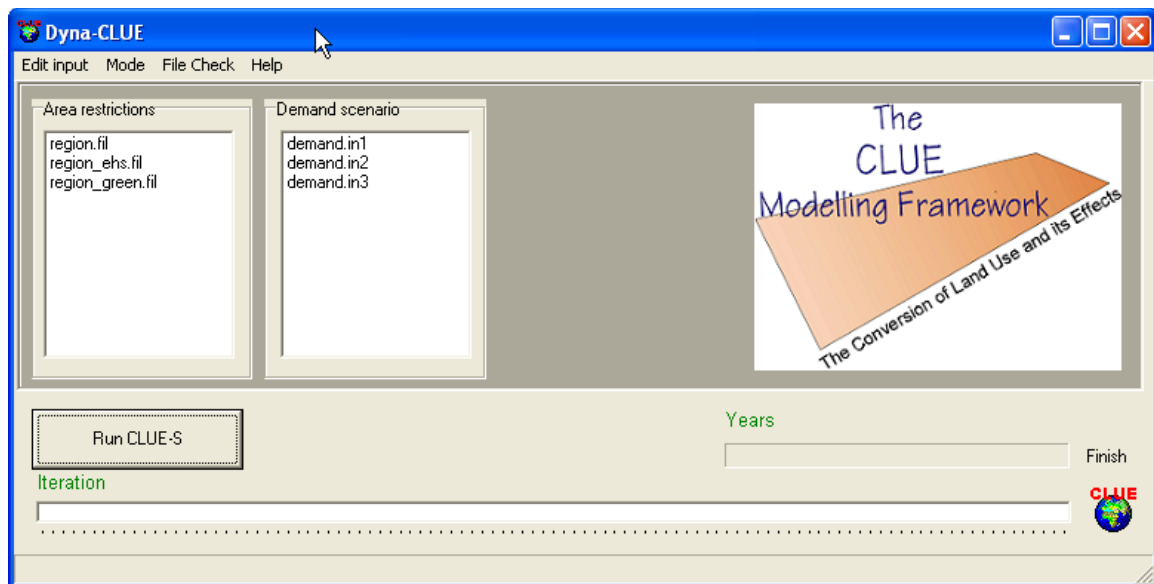 Dyna-CLUE
Edit input Mode File Check Help
Area restrictions
region.fil
region_ehs.fil
region_green.fil
Demand scenario
demand.in1
demand.in2
demand.in3
The
CLUE
Modelling Framework
The Conversion of Land Use and its Effects
Run CLUE-S
Years
Finish
Iteration
CLUE